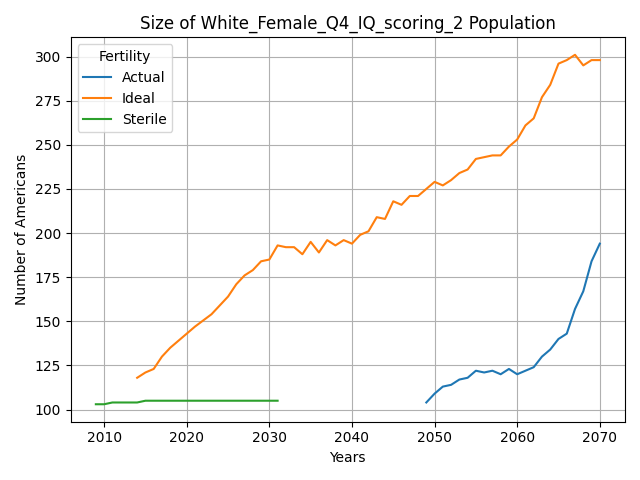 Size of White_Female_Q4_IQ_scoring_2 Population
Fertility
Actual
Ideal
Sterile
Number of Americans
300
275
250
225
200
175
150
125
100
2010 2020 2030 2040 2050 2060 2070
Years